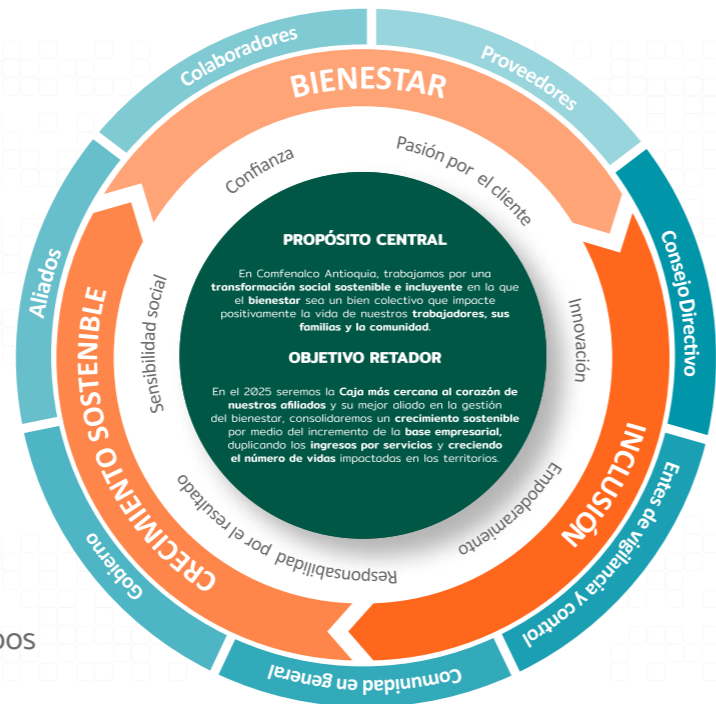 Colaboradores
Proveedores
Consejo Directivo
Entes de vigilancia y control
Comunidad en general
Gobierno
Aliados
BIENESTAR
INCLUSIÓN
CRECIMIENTO SOSTENIBLE
Confianza
Pasión por el cliente
Innovación
Empoderamiento
Responsabilidad por el resultado
Sensibilidad social
PROPÓSITO CENTRAL
En Comfenalco Antioquia, trabajamos por una
transformación social sostenible e incluyente en la que
el bienestar sea un bien colectivo que impacte
positivamente la vida de nuestros trabajadores, sus
familias y la comunidad.
OBJETIVO RETADOR
En el 2025 seremos la Caja más cercana al corazón de
nuestros afiliados y su mejor aliado en la gestión
del bienestar, consolidaremos un crecimiento sostenible
por medio del incremento de la base empresarial,
duplicando los ingresos por servicios y creciendo
el número de vidas impactadas en los territorios.